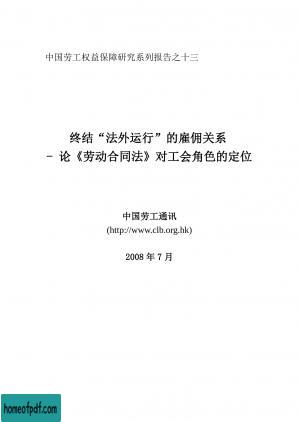 中国劳工权益保障研究系列报告之十三
终结“法外运行”的雇佣关系
- 论《劳动合同法》对工会角色的定位
中国劳工通讯
(http://www.clb.org.hk)
2008 年 7 月
homeofpdf.com